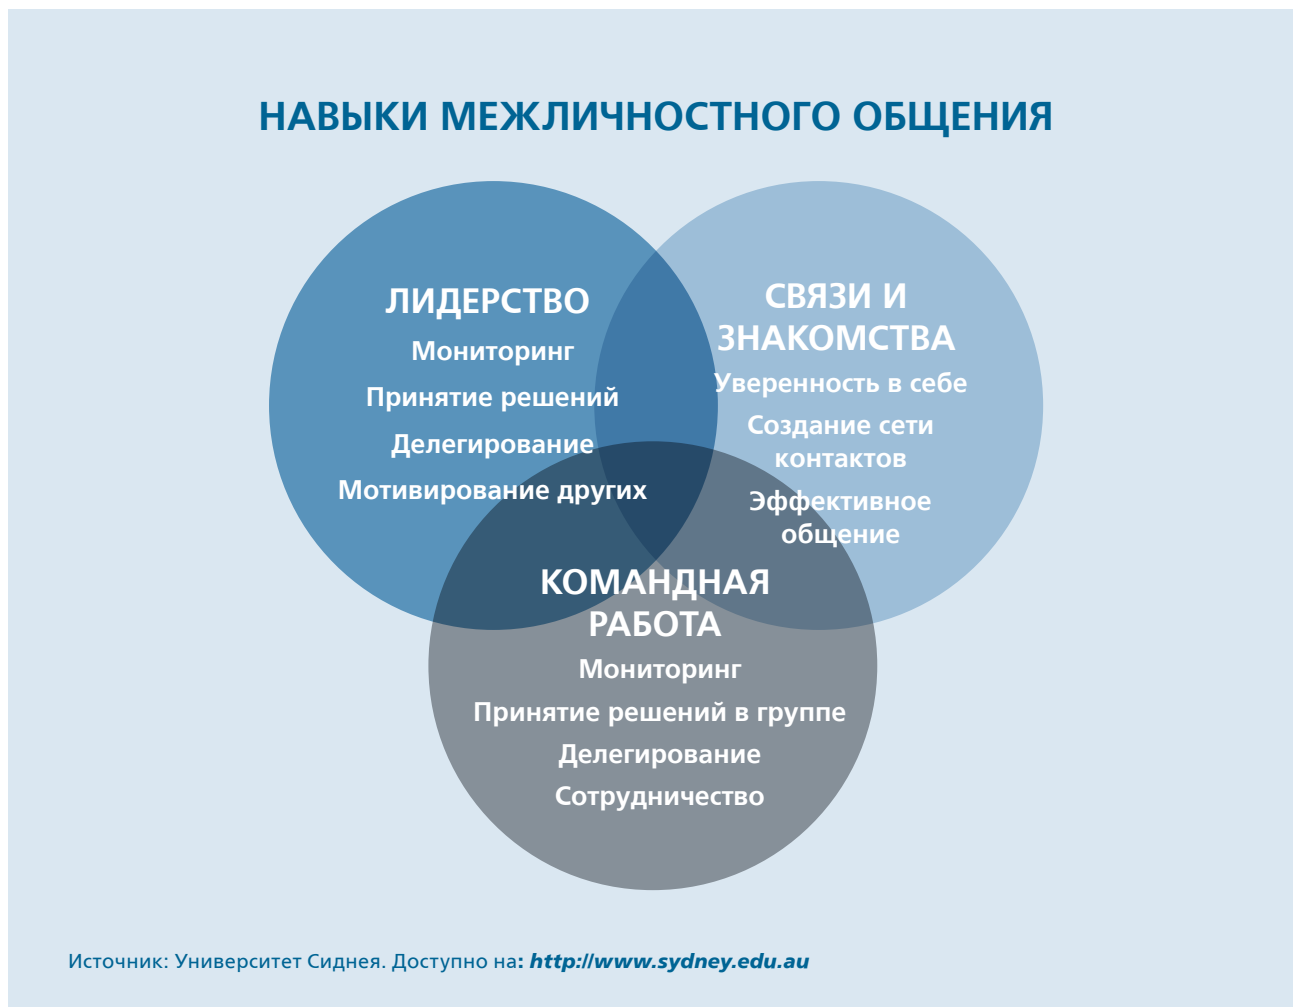 НАВЫКИ МЕЖЛИЧНОСТНОГО ОБЩЕНИЯ
ЛИДЕРСТВО
Мониторинг
Принятие решений
Делегирование
Мотивирование других
СВЯЗИ И
ЗНАКОМСТВА
Уверенность в себе
Создание сети
контактов
Эффективное
общение
КОМАНДНАЯ
РАБОТА
Мониторинг
Принятие решений в группе
Делегирование
Сотрудничество
Источник: Университет Сиднея. Доступно на: http://www.sydney.edu.au